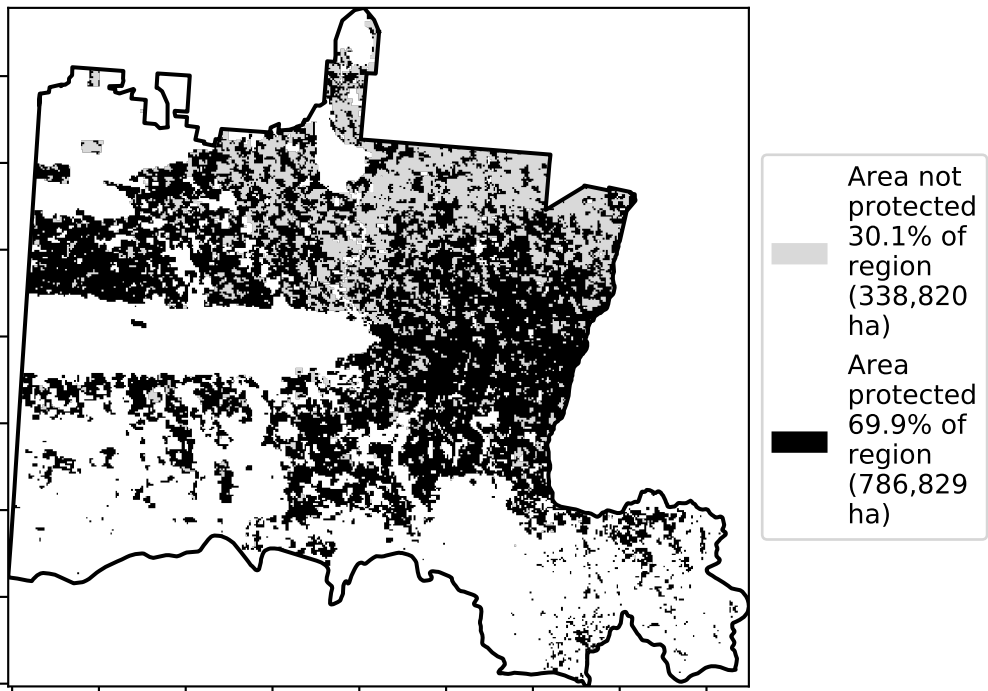 Area not
protected
30.1% of
region
(338,820
ha)
Area
protected
69.9% of
region
(786,829
ha)